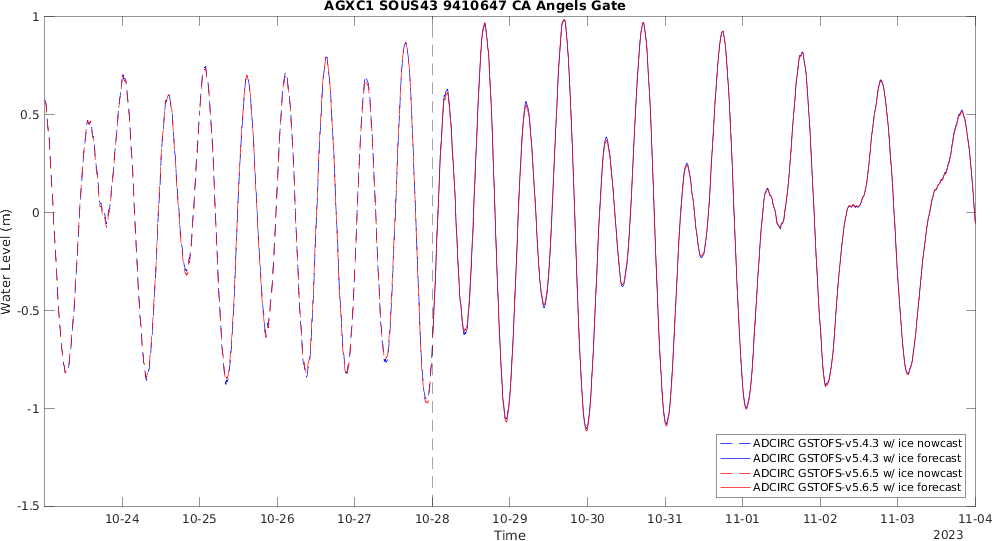 AGXC1 SOUS43 9410647 CA Angels Gate
1
0.5
0
-0.5
-1
-1.5
Water Level (m)
ADCIRC GSTOFS-v5.4.3 w/ ice nowcast
ADCIRC GSTOFS-v5.4.3 w/ ice forecast
ADCIRC GSTOFS-v5.6.5 w/ ice nowcast
ADCIRC GSTOFS-v5.6.5 w/ ice forecast
10-24 10-25 10-26 10-27 10-28 10-29 10-30 10-31 11-01 11-02 11-03 11-04
Time 2023